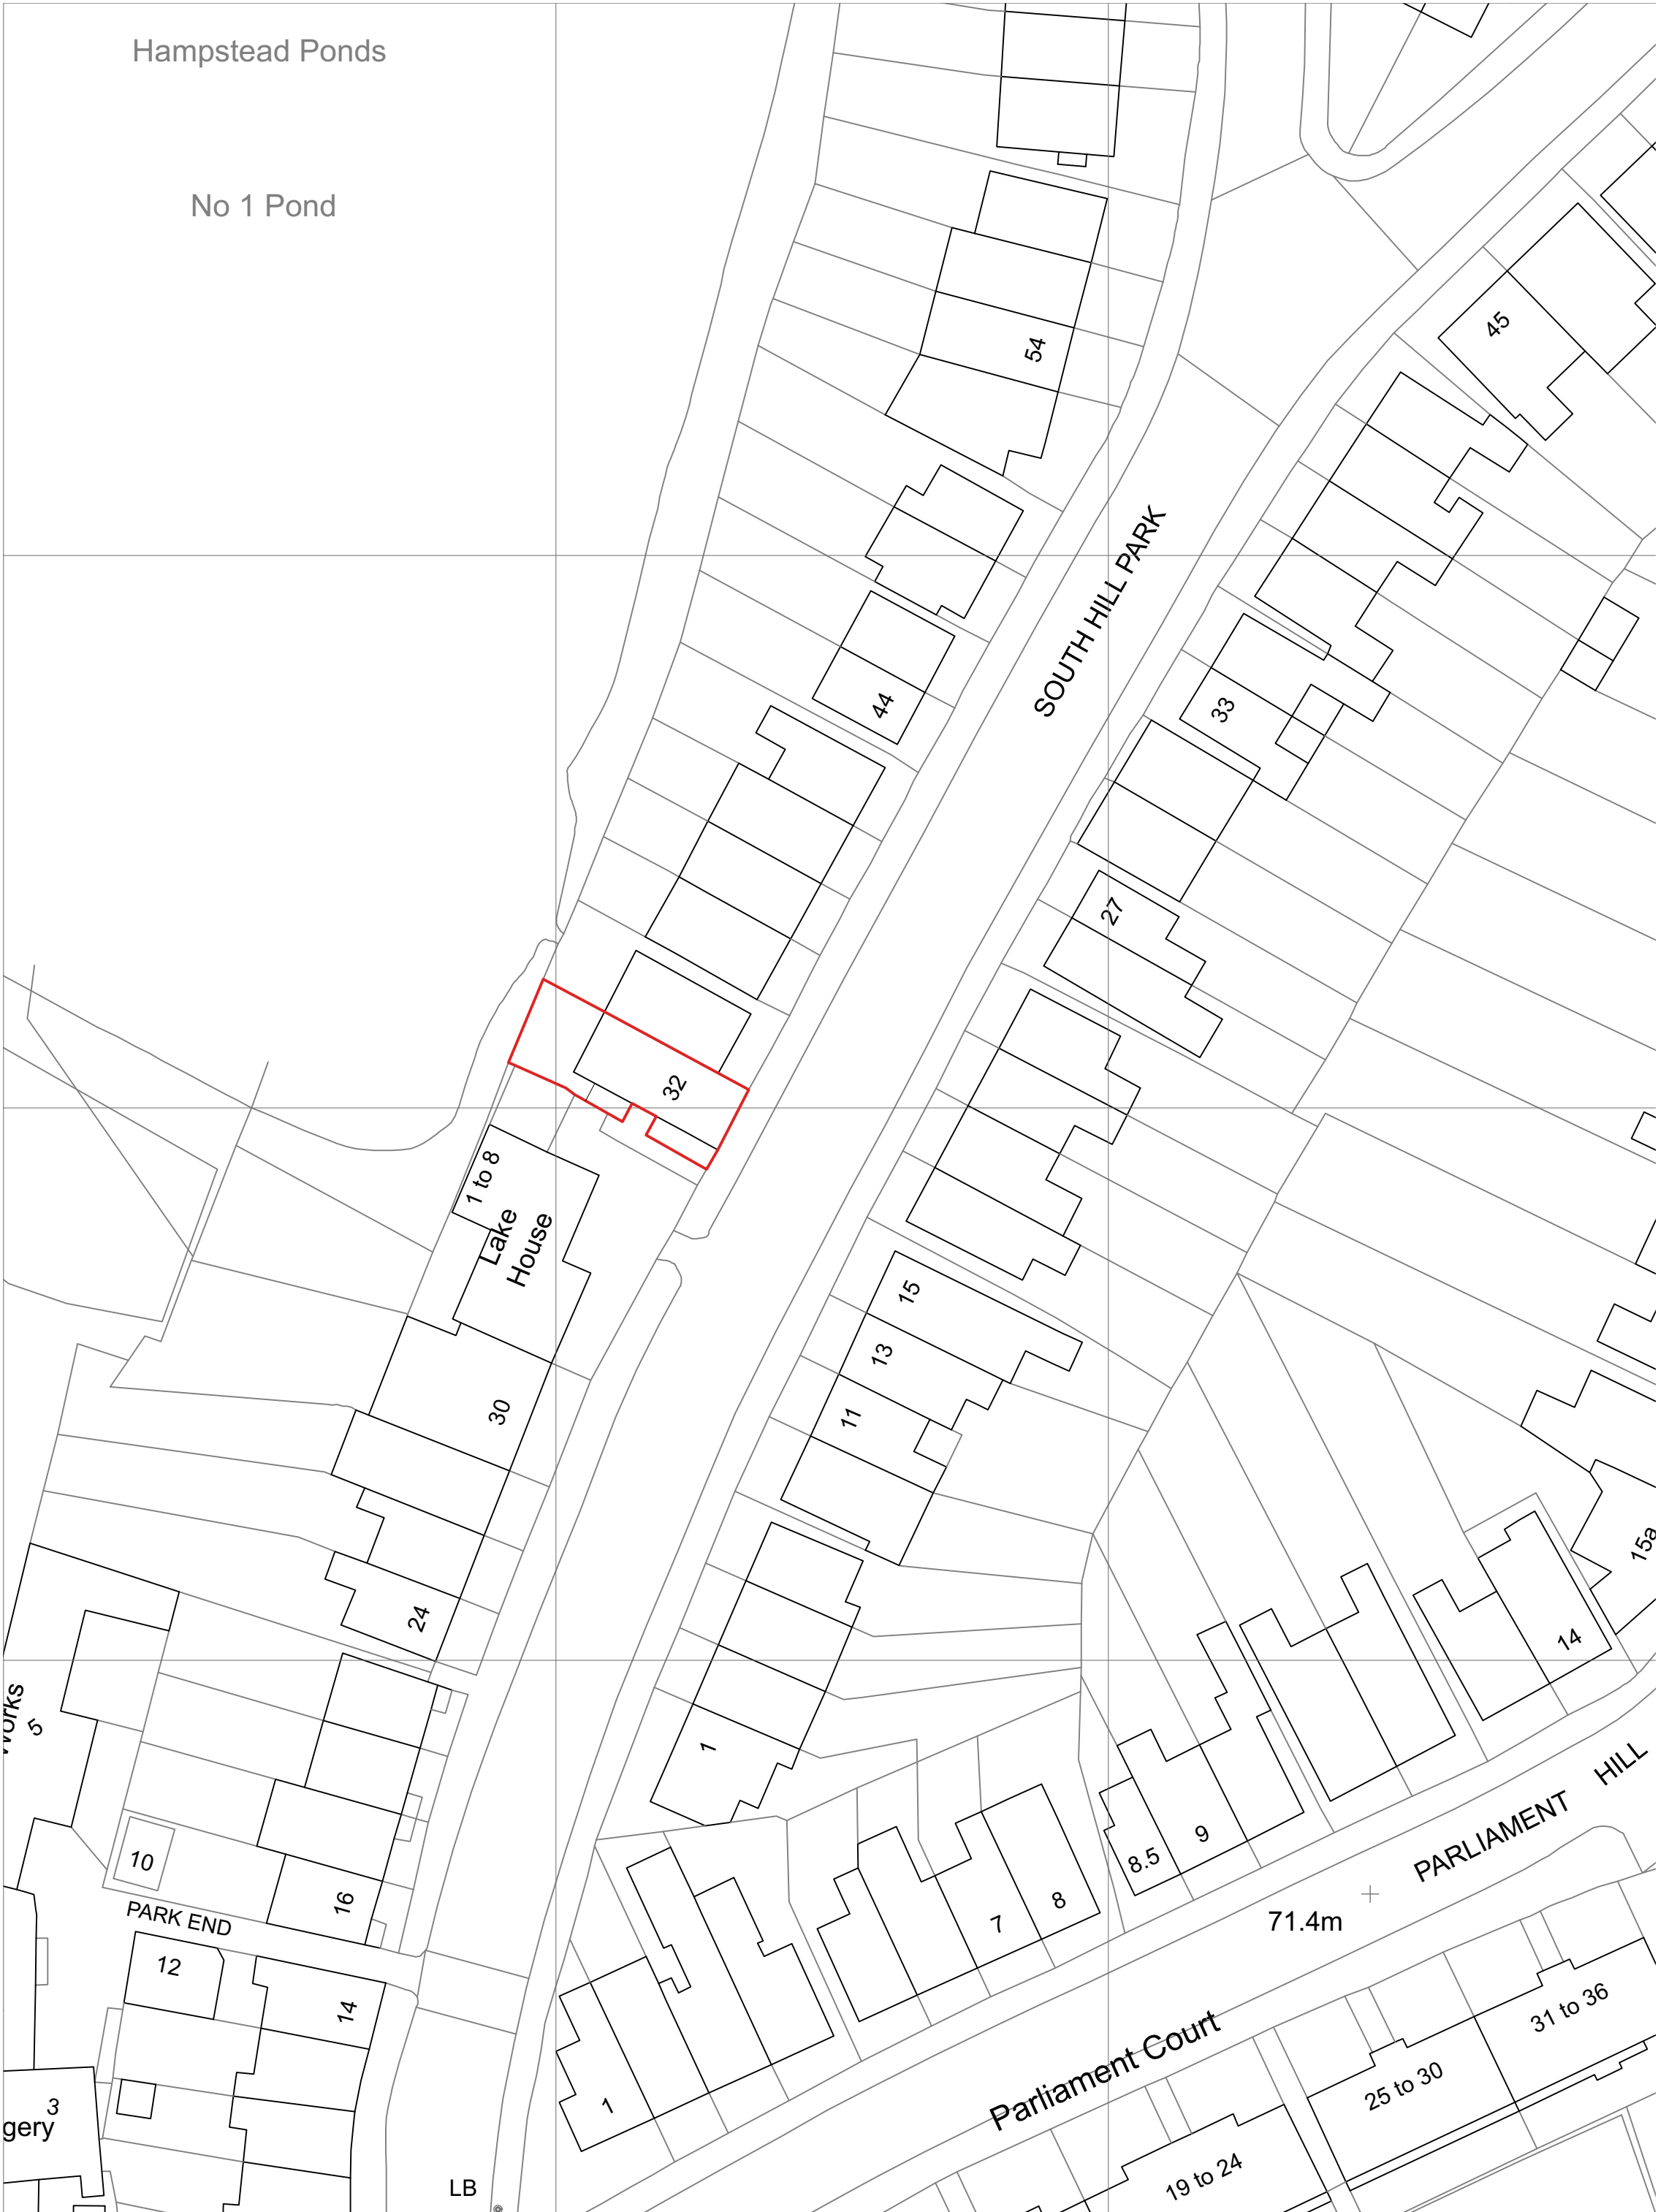 Hampstead Ponds
No 1 Pond
54
45
SOUTH HILL PARK
44
33
27
32
1 to 8
Lake
House
15
13
11
30
24
15a
14
1
5
10
16
PARK END
12
14
7
8
8.5
9
PARLIAMENT HILL
71.4m
1
Parliament Court
31 to 36
25 to 30
19 to 24
3
gery
LB